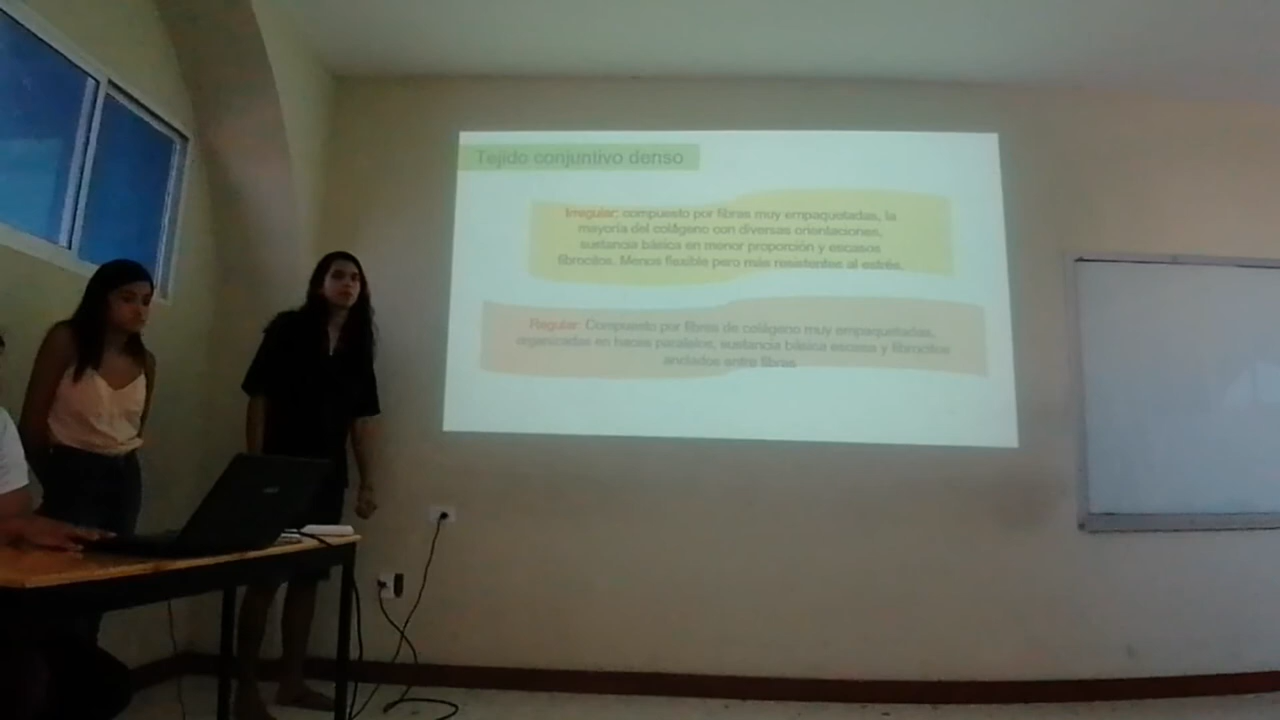 Tejido conjuntivo denso
Irregular: compuesto por fibras muy empaquetadas, la
mayoría del colágeno con diversas orientaciones,
sustancia básica en menor proporción y escasos
fibrocitos. Menos flexible pero más resistentes al estrés.
Regular: Compuesto por fibras de colágeno muy empaquetadas,
organizadas en haces paralelos, sustancia básica escasa y fibrocitos
anclados entre fibras